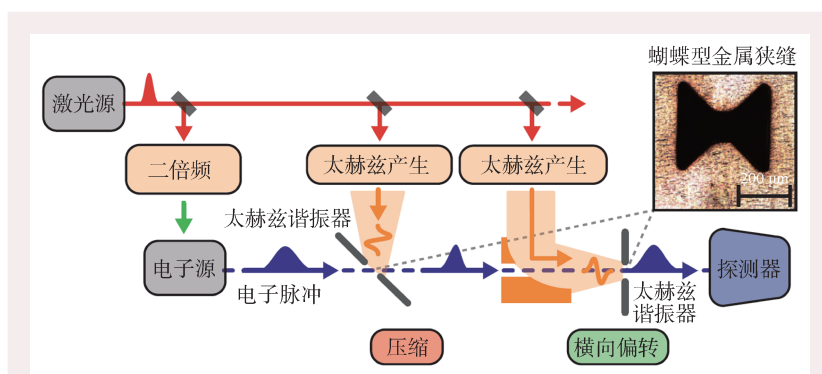 蝴蝶型金属狭缝
激光源
200 μm
二倍频
太赫兹产生
太赫兹产生
太赫兹谐振器
电子源
电子脉冲
太赫兹
谐振器
探测器
压缩
横向偏转